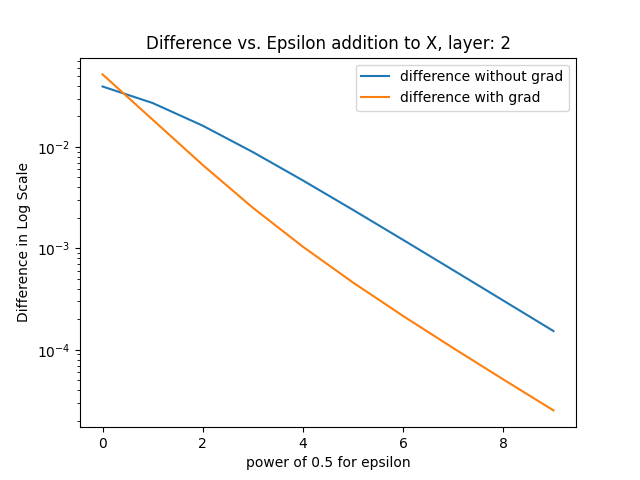 Difference vs. Epsilon addition to X, layer: 2
difference without grad
difference with grad
10⁻²
10⁻³
10⁻⁴
Difference in Log Scale
0 2 4 6 8
power of 0.5 for epsilon